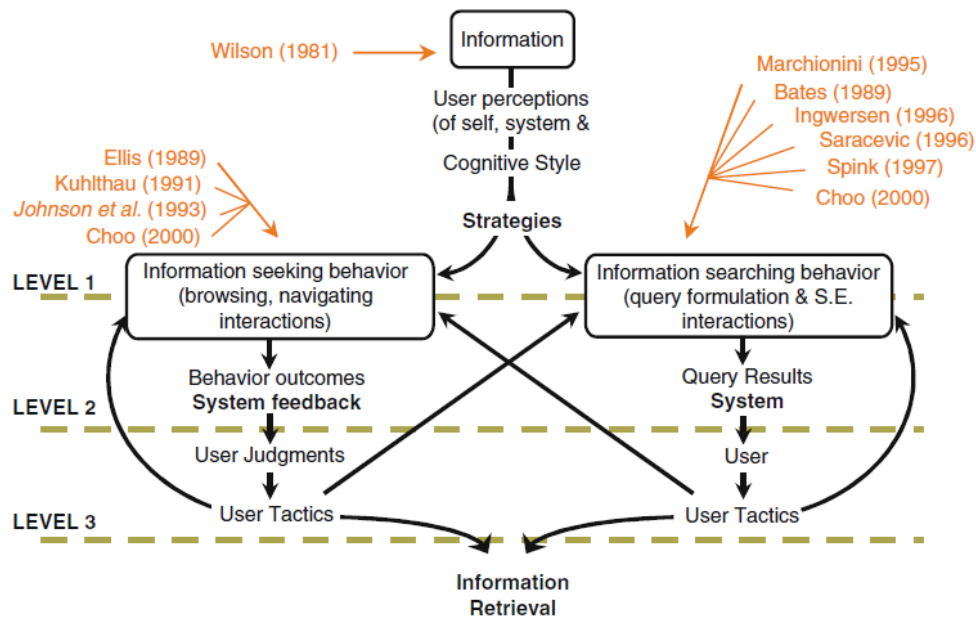 Information
Wilson (1981)
Marchionini (1995)
Bates (1989)
Ingwersen (1996)
Saracevic (1996)
Spink (1997)
Choo (2000)
User perceptions
(of self, system &
Cognitive Style
Ellis (1989)
Kuhlthau (1991)
Johnson et al. (1993)
Choo (2000)
Strategies
LEVEL 1
Information seeking behavior
(browsing, navigating
interactions)
Information searching behavior
(query formulation & S.E.
interactions)
Behavior outcomes
System feedback
Query Results
System
LEVEL 2
User Judgments
User
User Tactics
User Tactics
LEVEL 3
Information
Retrieval